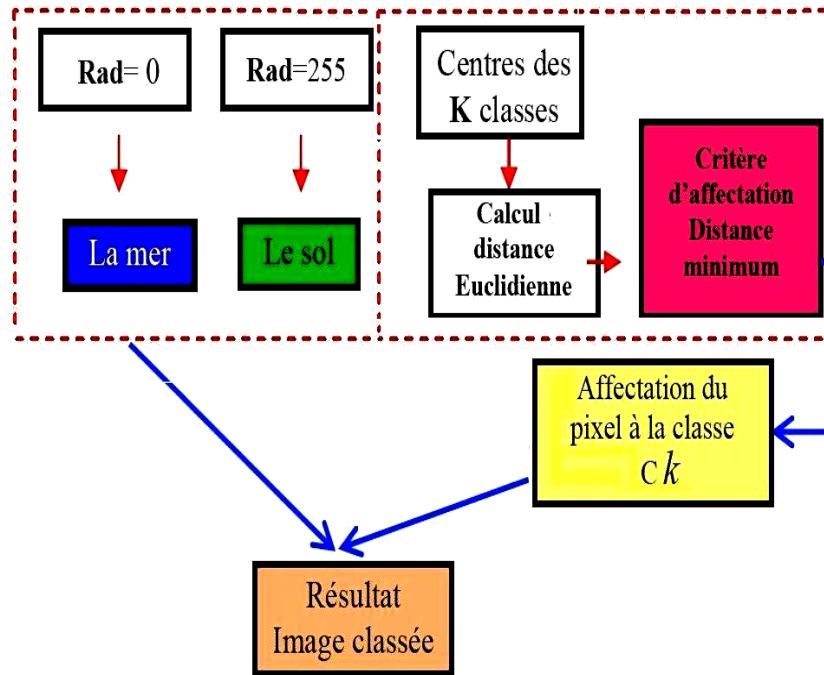 Rad= 0
Rad=255
La mer
Le sol
Centres des
K classes
Calcul
distance
Euclidienne
Critère
d'affectation
Distance
minimum
Affectation du
pixel à la classe
C k
Résultat
Image classée